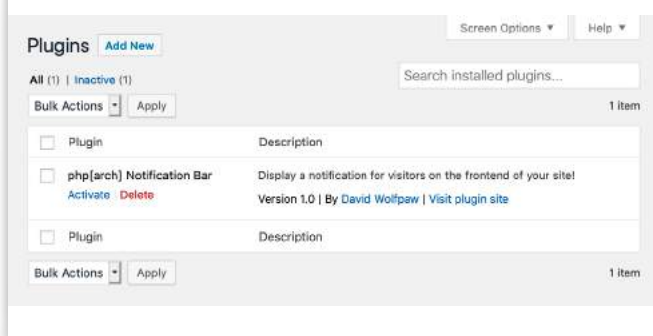 Screen Options ▼ Help ▼
Plugins Add New
All (1) | Inactive (1)
Search installed plugins...
Bulk Actions Apply
1 item
Plugin Description
php[arch] Notification Bar Display a notification for visitors on the frontend of your site!
Activate | Delete Version 1.0 | By David Wolfpaw | Visit plugin site
Plugin Description
Bulk Actions Apply
1 item